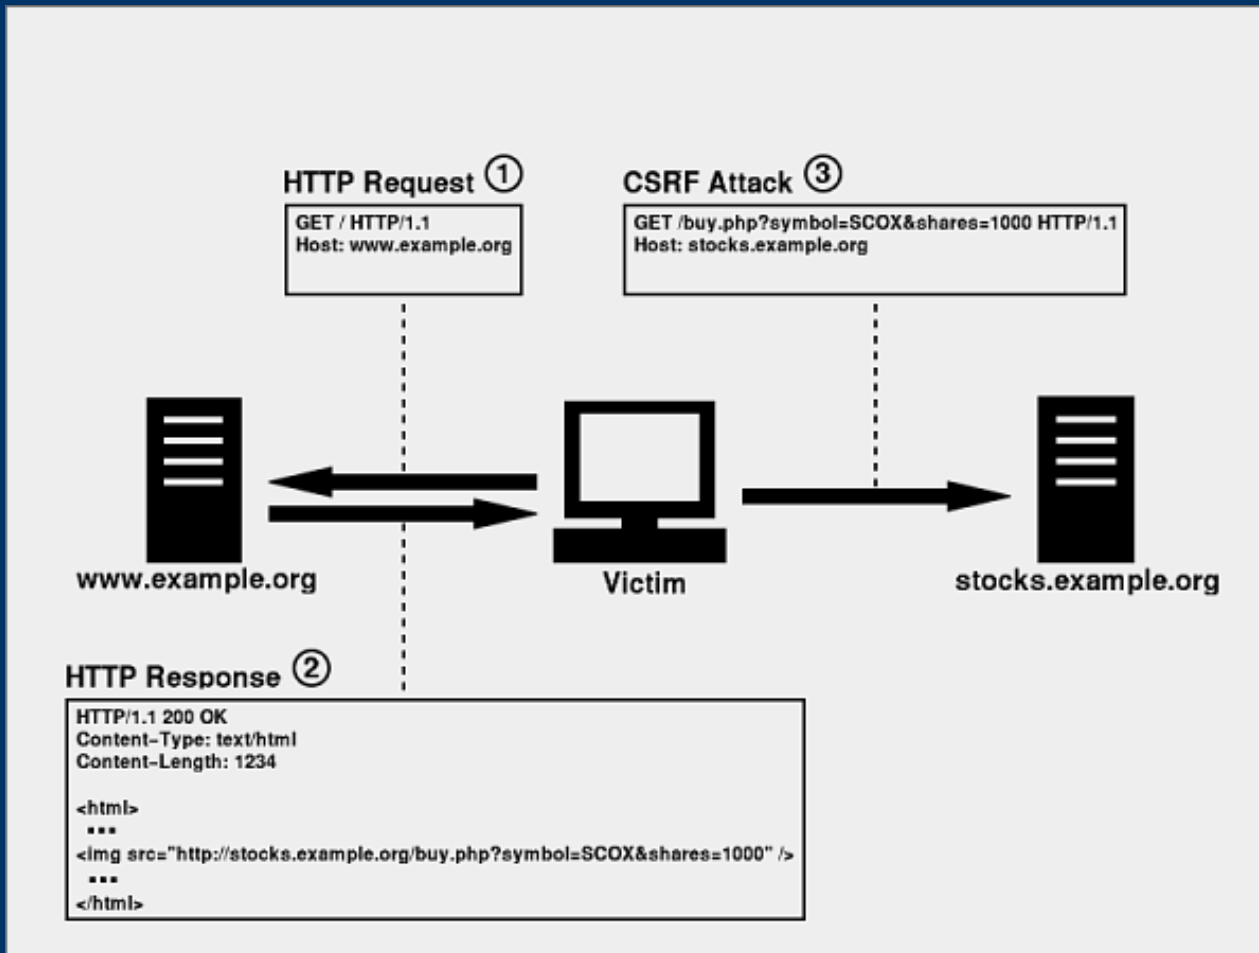 HTTP Request ①
GET / HTTP/1.1
Host: www.example.org
CSRF Attack ③
GET /buy.php?symbol=SCOX&shares=1000 HTTP/1.1
Host: stocks.example.org
www.example.org
Victim
stocks.example.org
HTTP Response ②
HTTP/1.1 200 OK
Content-Type: text/html
Content-Length: 1234
<html>
...
<img src="http://stocks.example.org/buy.php?symbol=SCOX&shares=1000" />
...
</html>